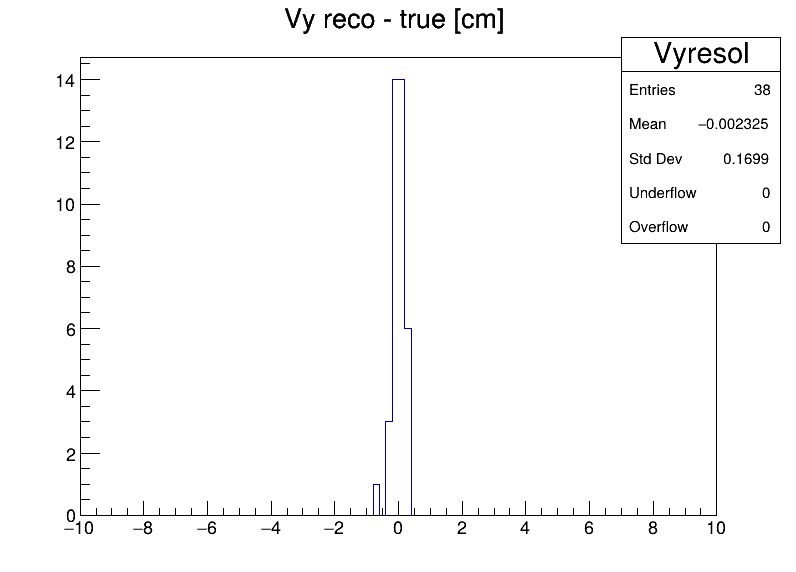 Vy reco - true [cm]
Vyresol
Entries 38
Mean −0.002325
Std Dev 0.1699
Underflow 0
Overflow 0
14
12
10
8
6
4
2
0
−10 −8 −6 −4 −2 0 2 4 6 8 10